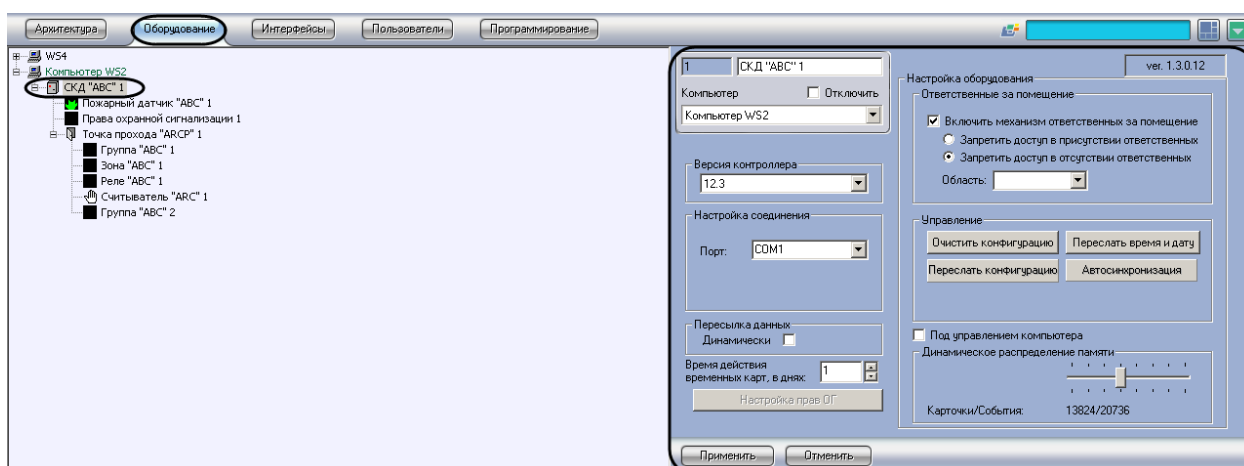 Архитектура Оборудование Интерфейсы Пользователи Программирование
WS4
Компьютер WS2
СКД "ABC" 1
Пожарный датчик "ABC" 1
Права охранной сигнализации 1
Точка прохода "ARCP" 1
Группа "ABC" 1
Зона "ABC" 1
Реле "ABC" 1
Считыватель "ARC" 1
Группа "ABC" 2
1 СКД "ABC" 1
Компьютер Отключить
Компьютер WS2
Версия контроллера
12.3
Настройка соединения
Порт: COM1
Пересылка данных
Динамически
Время действия
временных карт, в днях: 1
Настройка прав ОГ
ver. 1.3.0.12
Настройка оборудования
Ответственные за помещение
Включить механизм ответственных за помещение
Запретить доступ в присутствии ответственных
Запретить доступ в отсутствии ответственных
Область:
Управление
Очистить конфигурацию Переслать время и дату
Переслать конфигурацию Автосинхронизация
Под управлением компьютера
Динамическое распределение памяти
Карточки/События: 13824/20736
Применить Отменить